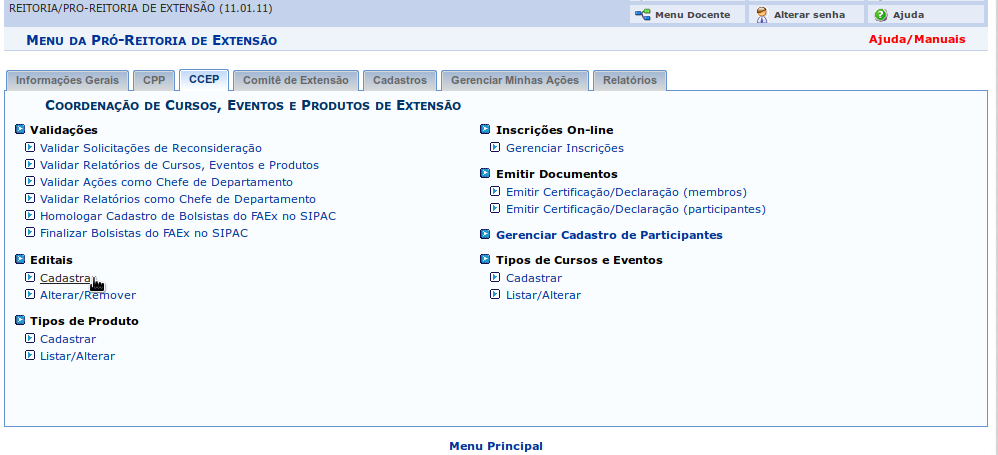 REITORIA/PRO-REITORIA DE EXTENSÃO (11.01.11)
Menu Docente
Alterar senha
Ajuda
MENU DA PRÓ-REITORIA DE EXTENSÃO
Ajuda/Manuais
Informações Gerais
CPP
CCEP
Comitê de Extensão
Cadastros
Gerenciar Minhas Ações
Relatórios
COORDENAÇÃO DE CURSOS, EVENTOS E PRODUTOS DE EXTENSÃO
Validações
Validar Solicitações de Reconsideração
Validar Relatórios de Cursos, Eventos e Produtos
Validar Ações como Chefe de Departamento
Validar Relatórios como Chefe de Departamento
Homologar Cadastro de Bolsistas do FAEx no SIPAC
Finalizar Bolsistas do FAEx no SIPAC
Editais
Cadastrar
Alterar/Remover
Tipos de Produto
Cadastrar
Listar/Alterar
Inscrições On-line
Gerenciar Inscrições
Emitir Documentos
Emitir Certificação/Declaração (membros)
Emitir Certificação/Declaração (participantes)
Gerenciar Cadastro de Participantes
Tipos de Cursos e Eventos
Cadastrar
Listar/Alterar
Menu Principal